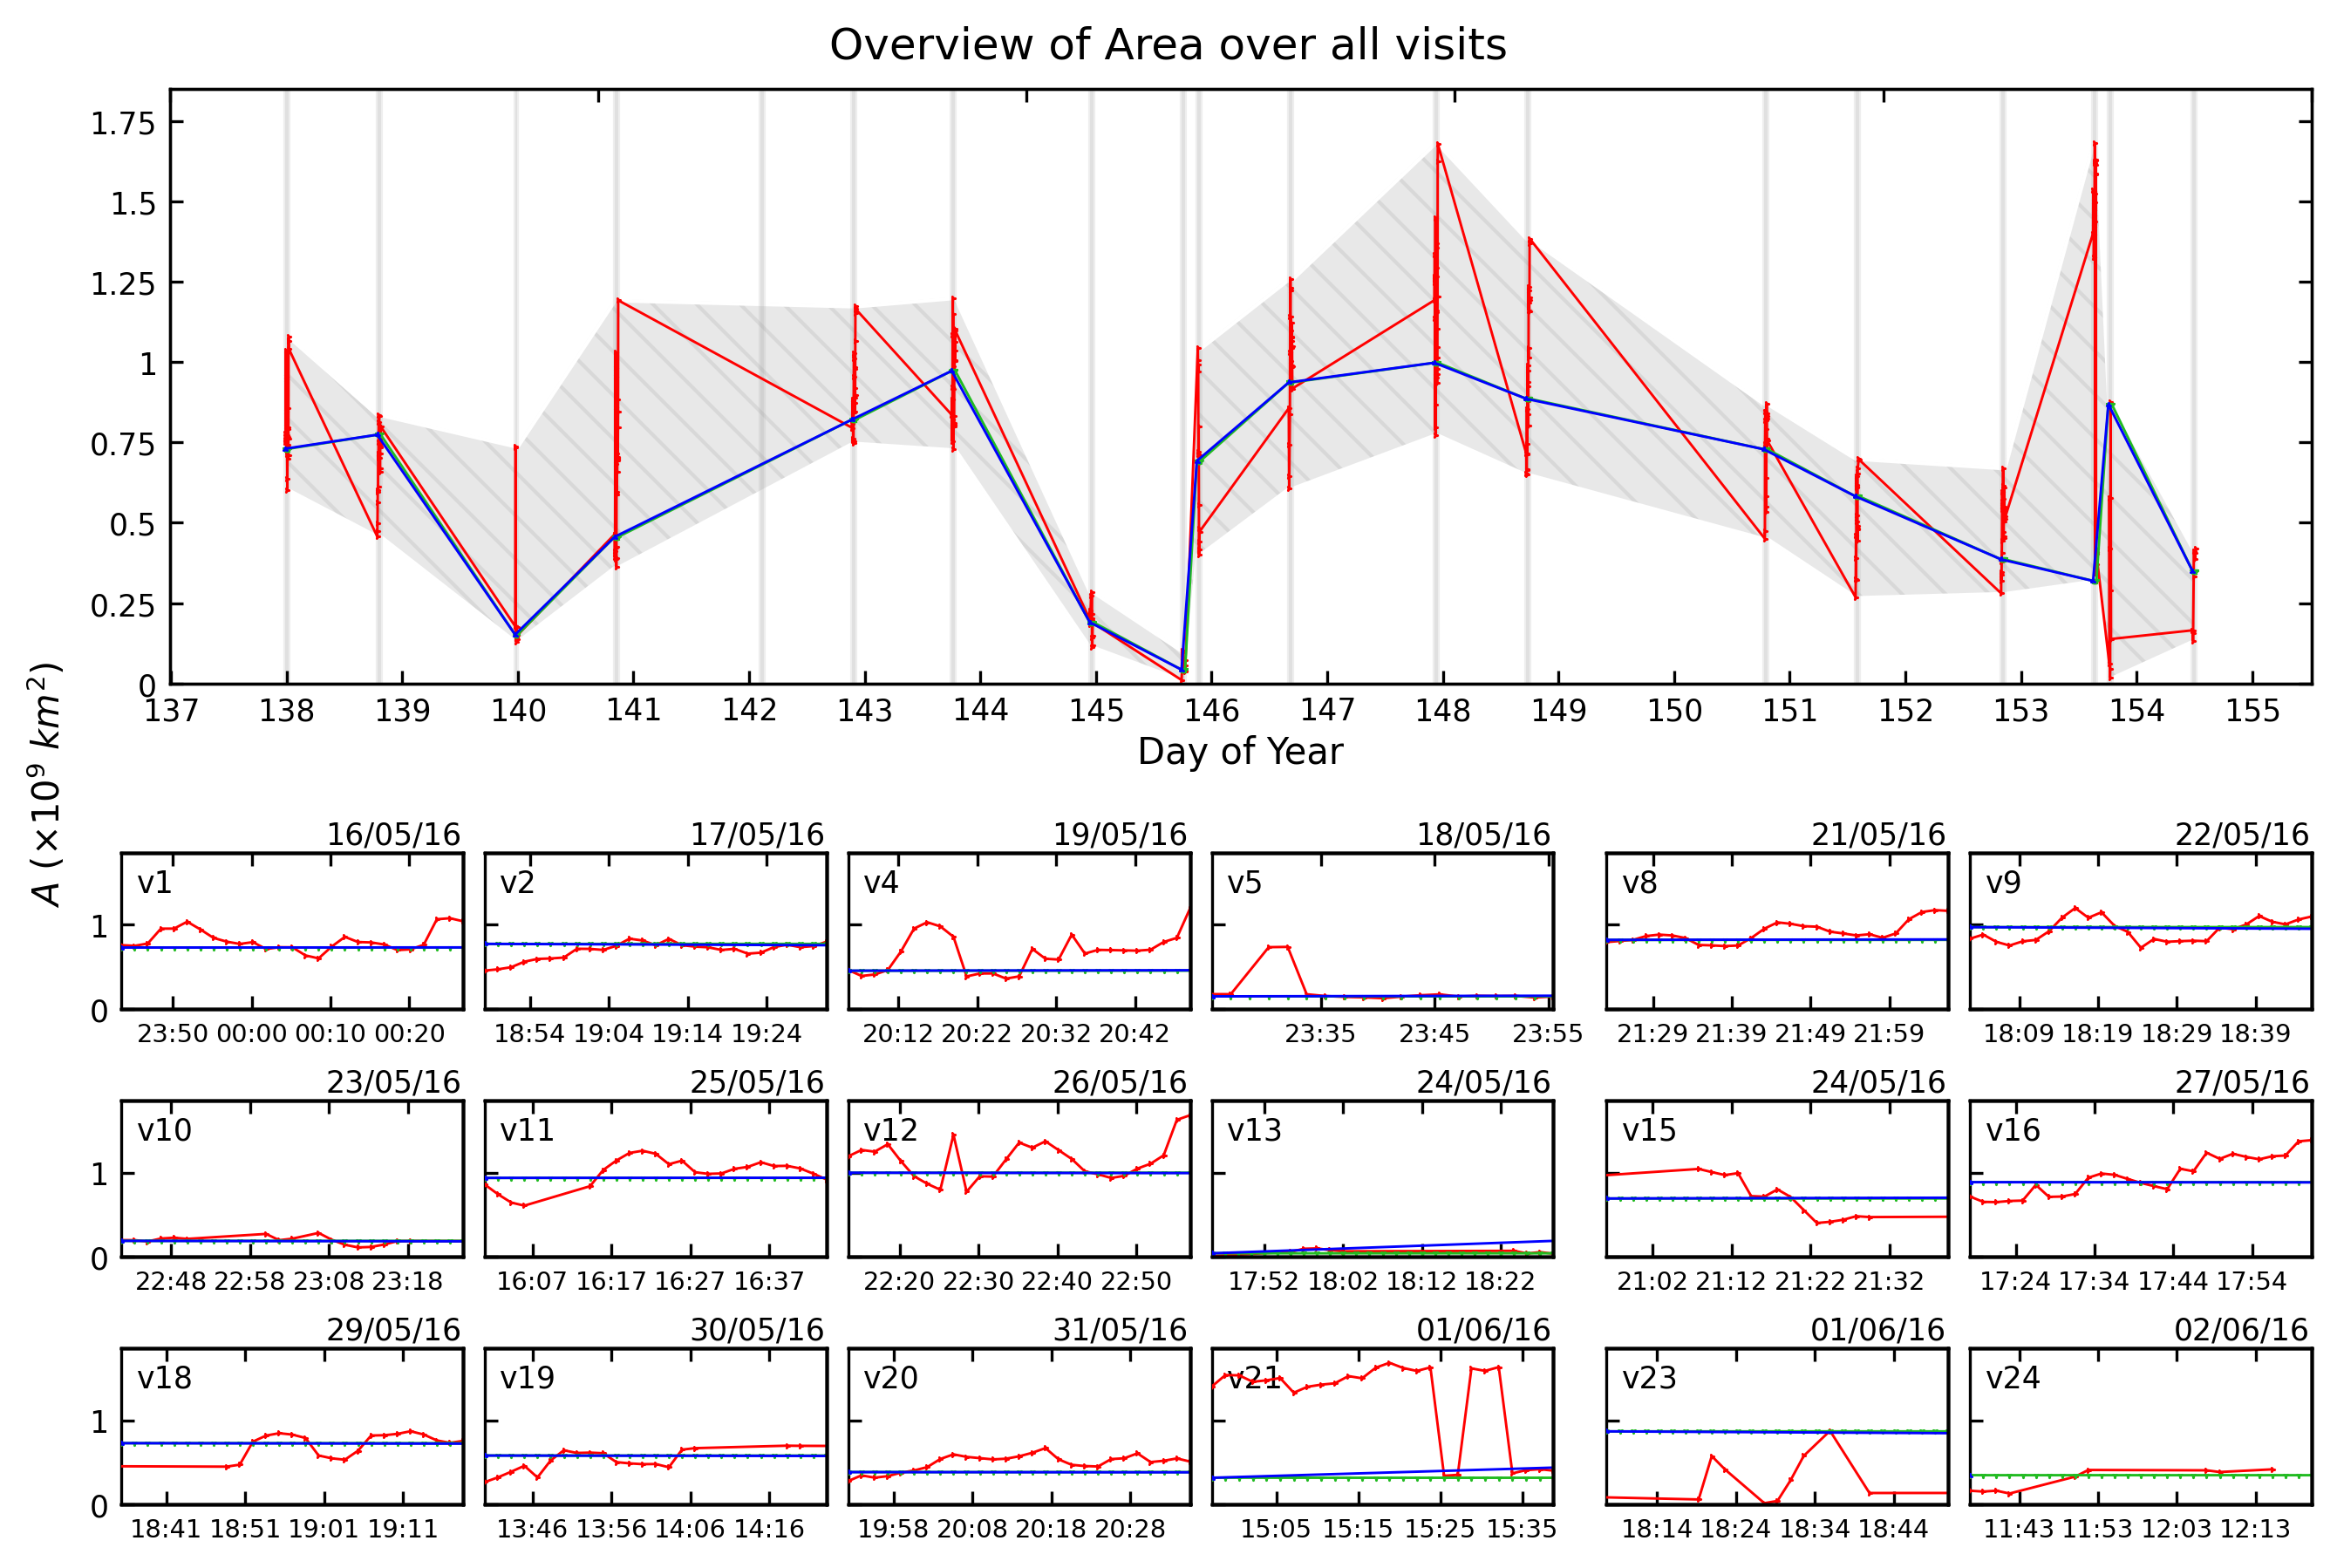 Overview of Area over all visits
1.75
1.5
1.25
1
0.75
0.5
0.25
0
137 138 139 140 141 142 143 144 145 146 147 148 149 150 151 152 153 154 155
Day of Year
A (×10⁹ km²)
16/05/16 17/05/16 19/05/16 18/05/16 21/05/16 22/05/16
v1 v2 v4 v5 v8 v9
1
0
23:50 00:00 00:10 00:20 18:54 19:04 19:14 19:24 20:12 20:22 20:32 20:42 23:35 23:45 23:55 21:29 21:39 21:49 21:59 18:09 18:19 18:29 18:39
23/05/16 25/05/16 26/05/16 24/05/16 24/05/16 27/05/16
v10 v11 v12 v13 v15 v16
1
0
22:48 22:58 23:08 23:18 16:07 16:17 16:27 16:37 22:20 22:30 22:40 22:50 17:52 18:02 18:12 18:22 21:02 21:12 21:22 21:32 17:24 17:34 17:44 17:54
29/05/16 30/05/16 31/05/16 01/06/16 01/06/16 02/06/16
v18 v19 v20 v21 v23 v24
1
0
18:41 18:51 19:01 19:11 13:46 13:56 14:06 14:16 19:58 20:08 20:18 20:28 15:05 15:15 15:25 15:35 18:14 18:24 18:34 18:44 11:43 11:53 12:03 12:13